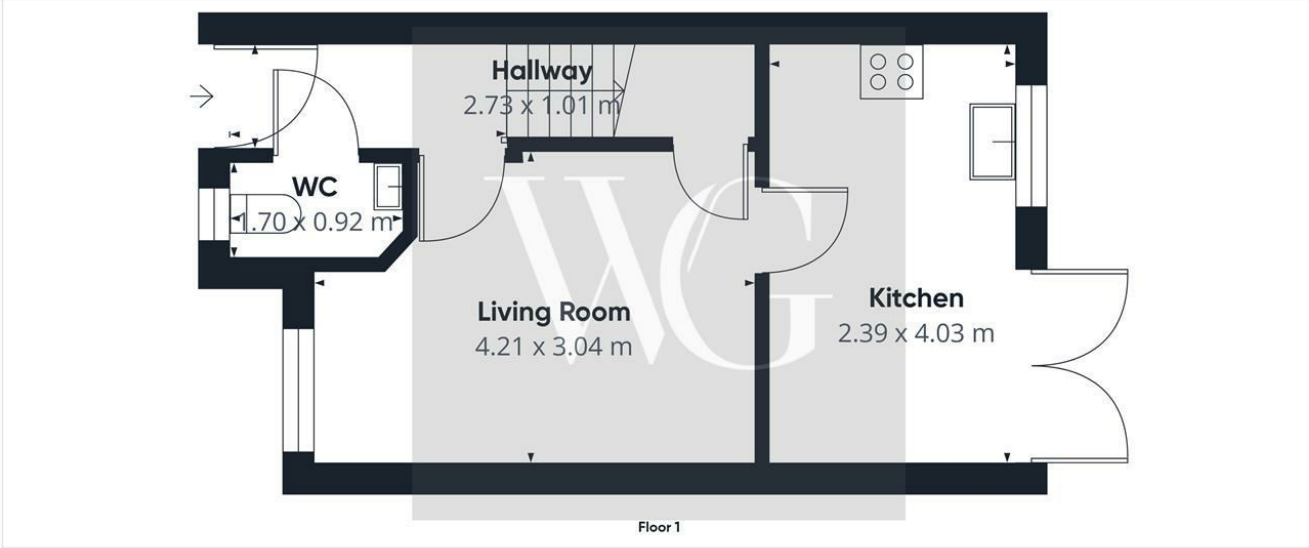 Hallway
2.73 x 1.01 m
WC
1.70 x 0.92 m
WG
Living Room
4.21 x 3.04 m
Kitchen
2.39 x 4.03 m
Floor 1